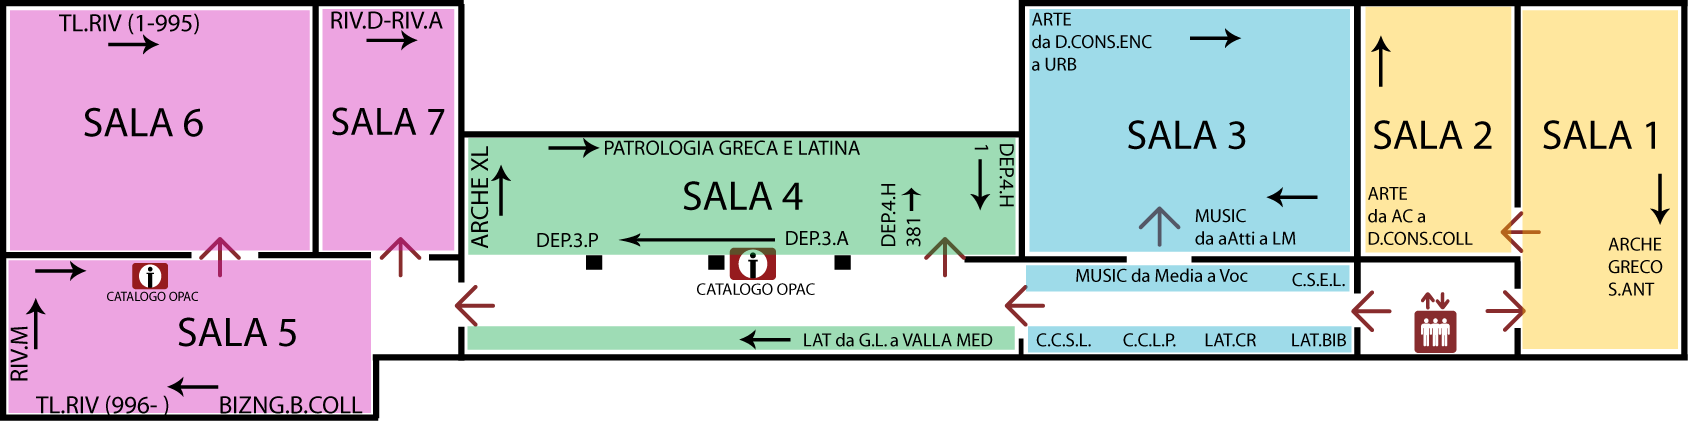 TL.RIV (1-995)
SALA 6
RIV.D-RIV.A
SALA 7
CATALOGO OPAC
SALA 5
RIV.M
TL.RIV (996- )
BIZNG.B.COLL
ARCHE XL
PATROLOGIA GRECA E LATINA
SALA 4
1
DEP.4.H
DEP.4.H
381
DEP.3.P
DEP.3.A
CATALOGO OPAC
LAT da G.L. a VALLA MED
ARTE
da D.CONS.ENC
a URB
SALA 3
MUSIC
da aAtti a LM
MUSIC da Media a Voc
C.S.E.L.
C.C.S.L.
C.C.L.P.
LAT.CR
LAT.BIB
SALA 2
ARTE
da AC a
D.CONS.COLL
SALA 1
ARCHE
GRECO
S.ANT